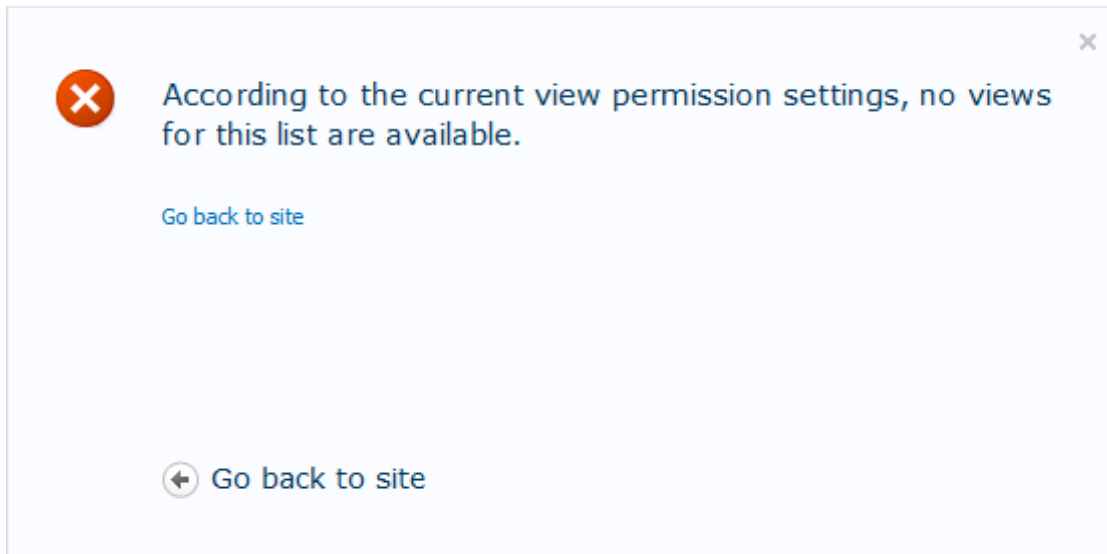 According to the current view permission settings, no views
for this list are available.
Go back to site
Go back to site